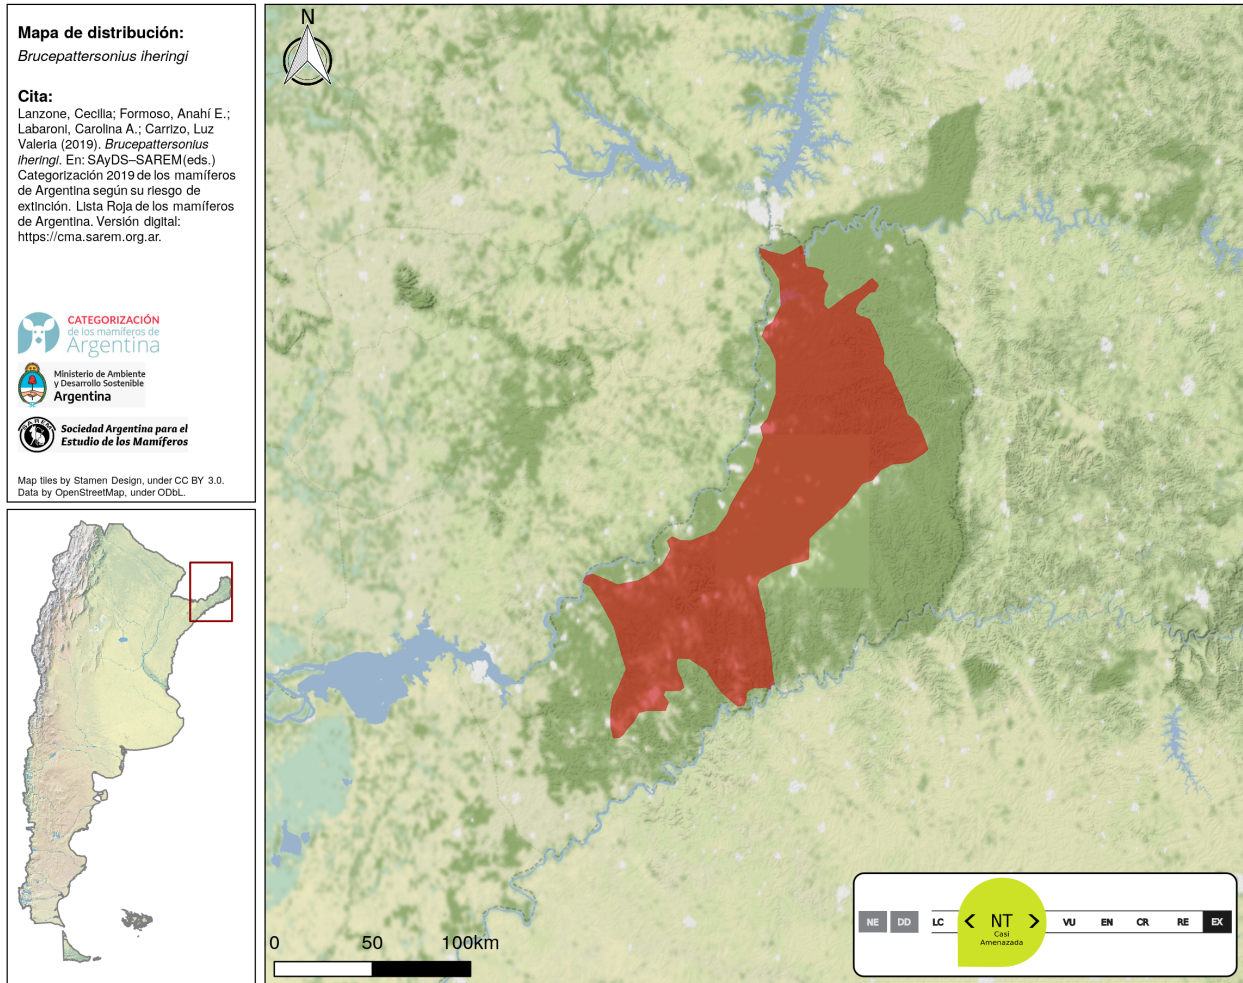 Mapa de distribución:
Brucepattersonius iheringi
Cita:
Lanzone, Cecilia; Formoso, Anahí E.;
Labaroni, Carolina A.; Carrizo, Luz
Valeria (2019). Brucepattersonius
iheringi. En: SAyDS–SAREM(eds.)
Categorización 2019 de los mamíferos
de Argentina según su riesgo de
extinción. Lista Roja de los mamíferos
de Argentina. Versión digital:
https://cma.sarem.org.ar.
CATEGORIZACIÓN
de los mamíferos de
Argentina
Ministerio de Ambiente
y Desarrollo Sostenible
Argentina
SAREM
Sociedad Argentina para el
Estudio de los Mamíferos
Map tiles by Stamen Design, under CC BY 3.0.
Data by OpenStreetMap, under ODbL.
N
0 50 100km
NE DD LC < NT > VU EN CR RE EX
Casi
Amenazada